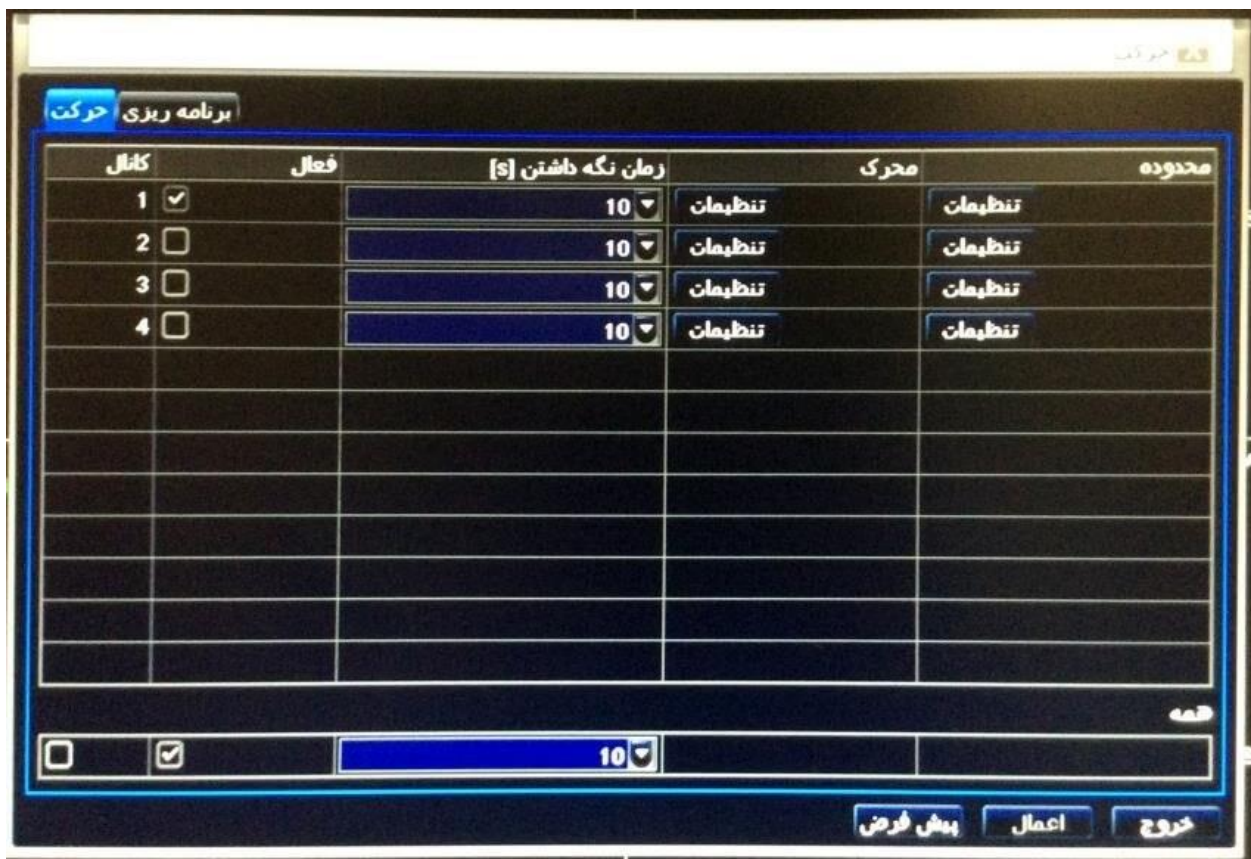 حرکت
حرکت برنامه ریزی
کانال فعال زمان نگه داشتن [s] محرک محدوده
1 10 تنظیمات تنظیمات
2 10 تنظیمات تنظیمات
3 10 تنظیمات تنظیمات
4 10 تنظیمات تنظیمات
همه
10
پیش فرض اعمال خروج